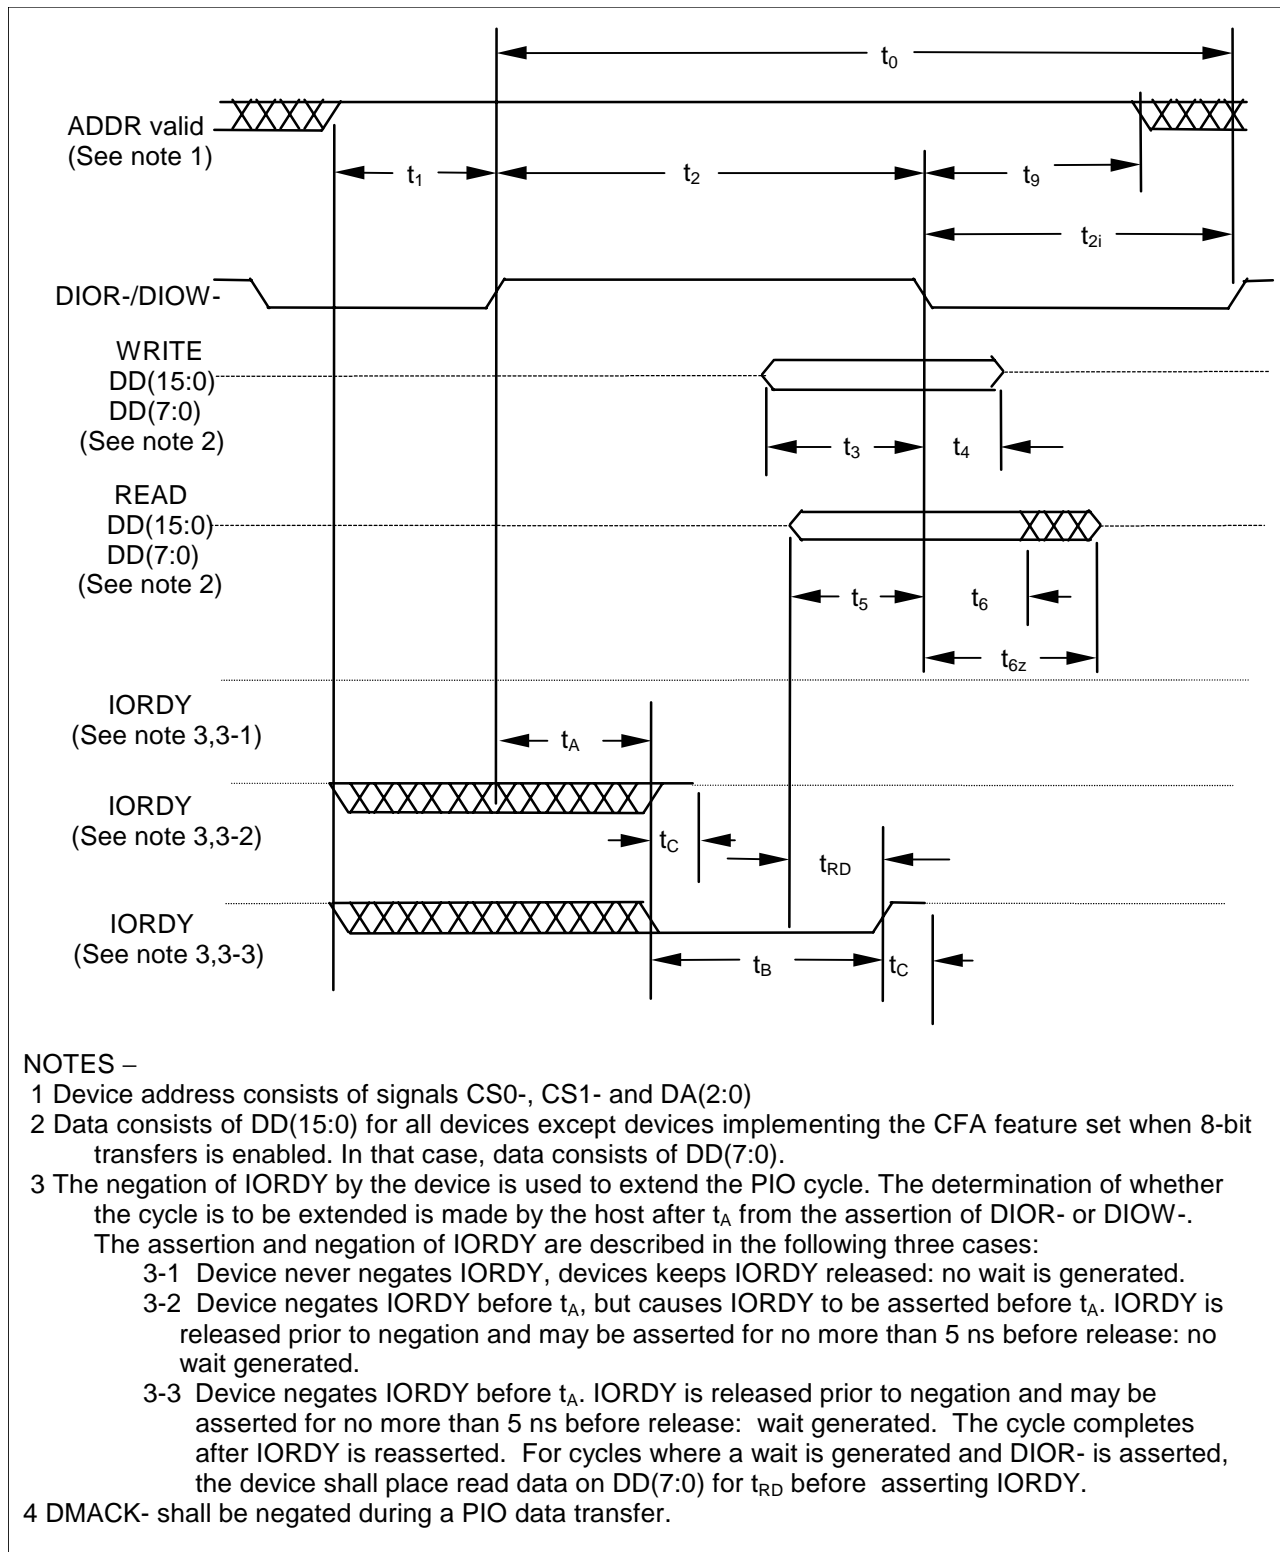 t0
ADDR valid
(See note 1)
t1
t2
t9
t2i
DIOR-/DIOW-
WRITE
DD(15:0)
DD(7:0)
(See note 2)
t3
t4
READ
DD(15:0)
DD(7:0)
(See note 2)
t5
t6
t6z
IORDY
(See note 3,3-1)
tA
IORDY
(See note 3,3-2)
tC
tRD
IORDY
(See note 3,3-3)
tB
tC
NOTES –
1 Device address consists of signals CS0-, CS1- and DA(2:0)
2 Data consists of DD(15:0) for all devices except devices implementing the CFA feature set when 8-bit
transfers is enabled. In that case, data consists of DD(7:0).
3 The negation of IORDY by the device is used to extend the PIO cycle. The determination of whether
the cycle is to be extended is made by the host after tA from the assertion of DIOR- or DIOW-.
The assertion and negation of IORDY are described in the following three cases:
3-1 Device never negates IORDY, devices keeps IORDY released: no wait is generated.
3-2 Device negates IORDY before tA, but causes IORDY to be asserted before tA. IORDY is
released prior to negation and may be asserted for no more than 5 ns before release: no
wait generated.
3-3 Device negates IORDY before tA. IORDY is released prior to negation and may be
asserted for no more than 5 ns before release: wait generated. The cycle completes
after IORDY is reasserted. For cycles where a wait is generated and DIOR- is asserted,
the device shall place read data on DD(7:0) for tRD before asserting IORDY.
4 DMACK- shall be negated during a PIO data transfer.